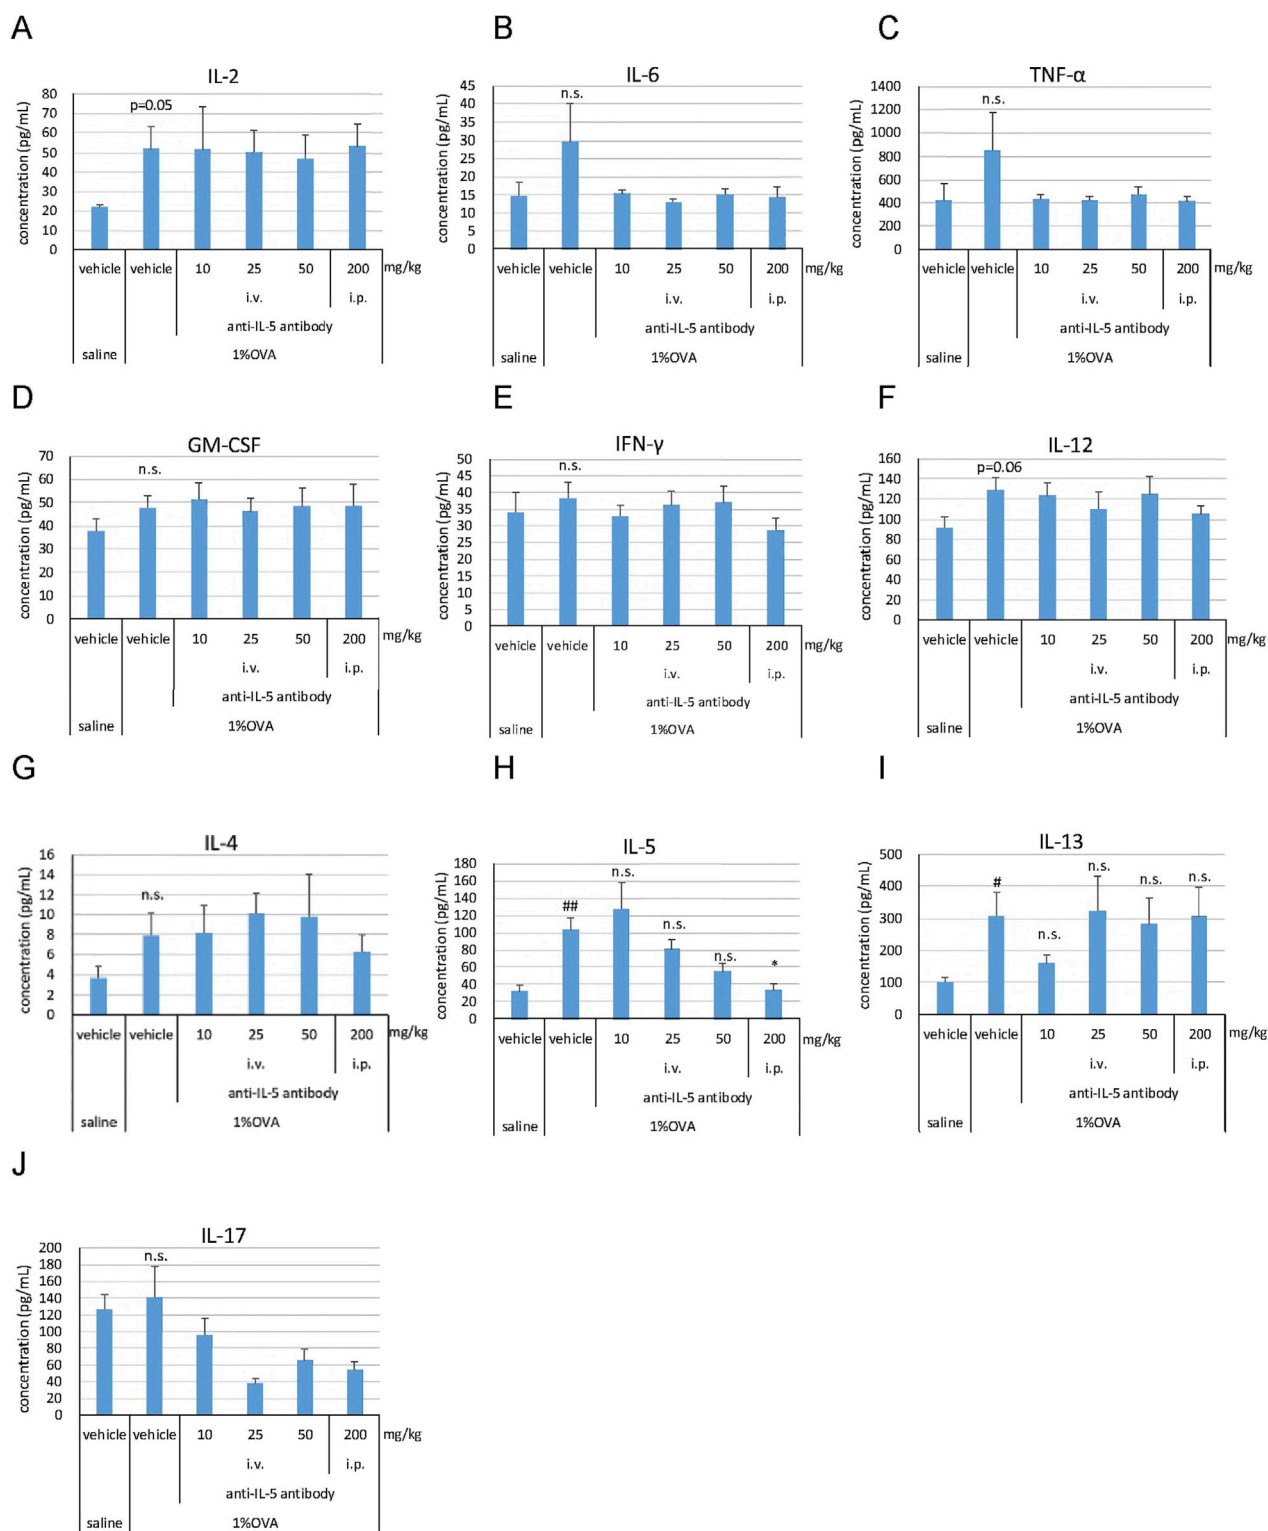 A
IL-2
concentration (pg/mL)
80
70
60
50
40
30
20
10
0
p=0.05
vehicle vehicle 10 25 50 200 mg/kg
i.v. i.p.
anti-IL-5 antibody
saline 1%OVA
B
IL-6
concentration (pg/mL)
45
40
35
30
25
20
15
10
5
0
n.s.
vehicle vehicle 10 25 50 200 mg/kg
i.v. i.p.
anti-IL-5 antibody
saline 1%OVA
C
TNF-α
concentration (pg/mL)
1400
1200
1000
800
600
400
200
0
n.s.
vehicle vehicle 10 25 50 200 mg/kg
i.v. i.p.
anti-IL-5 antibody
saline 1%OVA
D
GM-CSF
concentration (pg/mL)
70
60
50
40
30
20
10
0
n.s.
vehicle vehicle 10 25 50 200 mg/kg
i.v. i.p.
anti-IL-5 antibody
saline 1%OVA
E
IFN-γ
concentration (pg/mL)
50
45
40
35
30
25
20
15
10
5
0
n.s.
vehicle vehicle 10 25 50 200 mg/kg
i.v. i.p.
anti-IL-5 antibody
saline 1%OVA
F
IL-12
concentration (pg/mL)
160
140
120
100
80
60
40
20
0
p=0.06
vehicle vehicle 10 25 50 200 mg/kg
i.v. i.p.
anti-IL-5 antibody
saline 1%OVA
G
IL-4
concentration (pg/mL)
16
14
12
10
8
6
4
2
0
n.s.
vehicle vehicle 10 25 50 200 mg/kg
i.v. i.p.
anti-IL-5 antibody
saline 1%OVA
H
IL-5
concentration (pg/mL)
180
160
140
120
100
80
60
40
20
0
## n.s. n.s. n.s. *
vehicle vehicle 10 25 50 200 mg/kg
i.v. i.p.
anti-IL-5 antibody
saline 1%OVA
I
IL-13
concentration (pg/mL)
500
400
300
200
100
0
# n.s. n.s. n.s. n.s.
vehicle vehicle 10 25 50 200 mg/kg
i.v. i.p.
anti-IL-5 antibody
saline 1%OVA
J
IL-17
concentration (pg/mL)
200
180
160
140
120
100
80
60
40
20
0
n.s.
vehicle vehicle 10 25 50 200 mg/kg
i.v. i.p.
anti-IL-5 antibody
saline 1%OVA